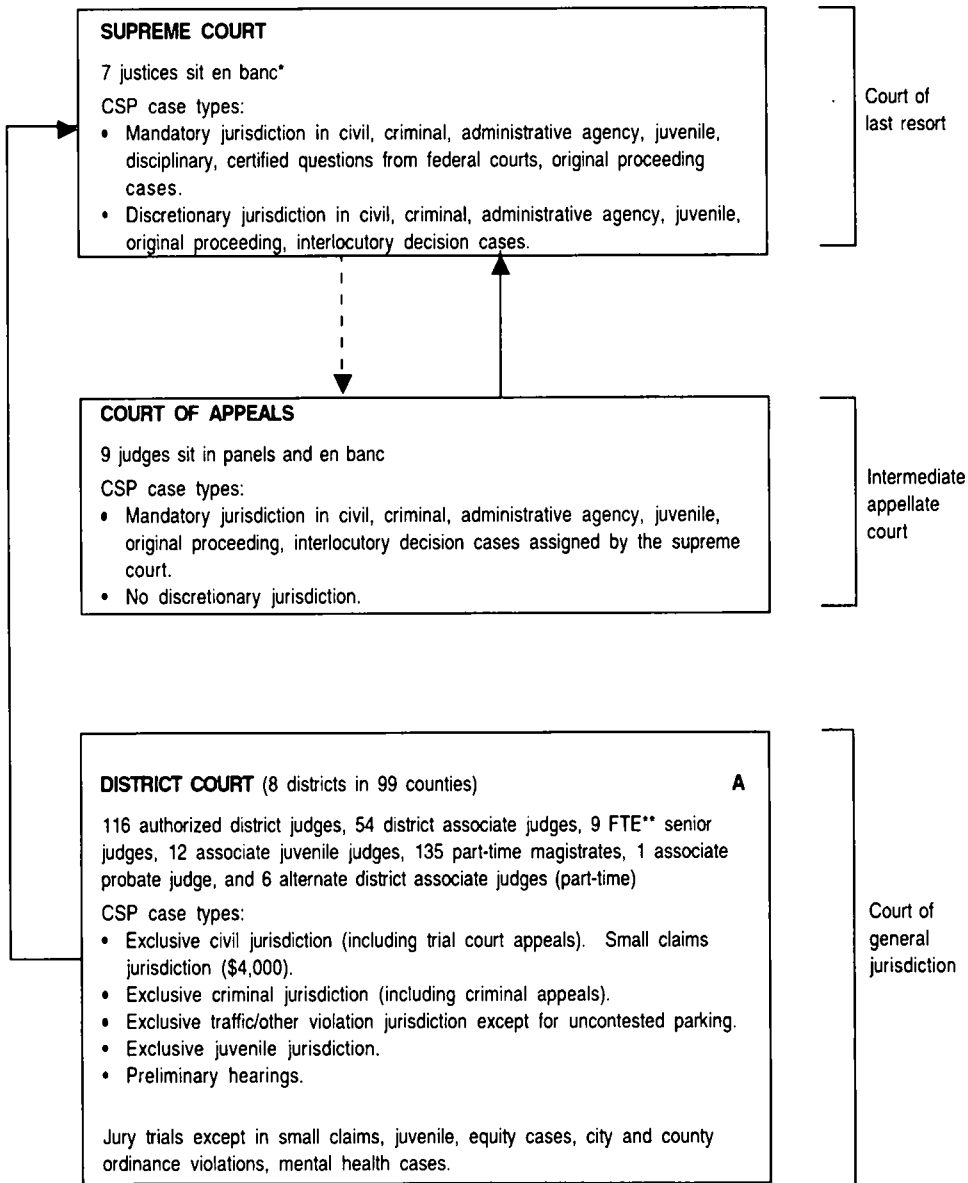 SUPREME COURT
7 justices sit en banc*
CSP case types:
• Mandatory jurisdiction in civil, criminal, administrative agency, juvenile,
disciplinary, certified questions from federal courts, original proceeding
cases.
• Discretionary jurisdiction in civil, criminal, administrative agency, juvenile,
original proceeding, interlocutory decision cases.
Court of
last resort
COURT OF APPEALS
9 judges sit in panels and en banc
CSP case types:
• Mandatory jurisdiction in civil, criminal, administrative agency, juvenile,
original proceeding, interlocutory decision cases assigned by the supreme
court.
• No discretionary jurisdiction.
Intermediate
appellate
court
DISTRICT COURT (8 districts in 99 counties) A
116 authorized district judges, 54 district associate judges, 9 FTE** senior
judges, 12 associate juvenile judges, 135 part-time magistrates, 1 associate
probate judge, and 6 alternate district associate judges (part-time)
CSP case types:
• Exclusive civil jurisdiction (including trial court appeals). Small claims
jurisdiction ($4,000).
• Exclusive criminal jurisdiction (including criminal appeals).
• Exclusive traffic/other violation jurisdiction except for uncontested parking.
• Exclusive juvenile jurisdiction.
• Preliminary hearings.
Jury trials except in small claims, juvenile, equity cases, city and county
ordinance violations, mental health cases.
Court of
general
jurisdiction